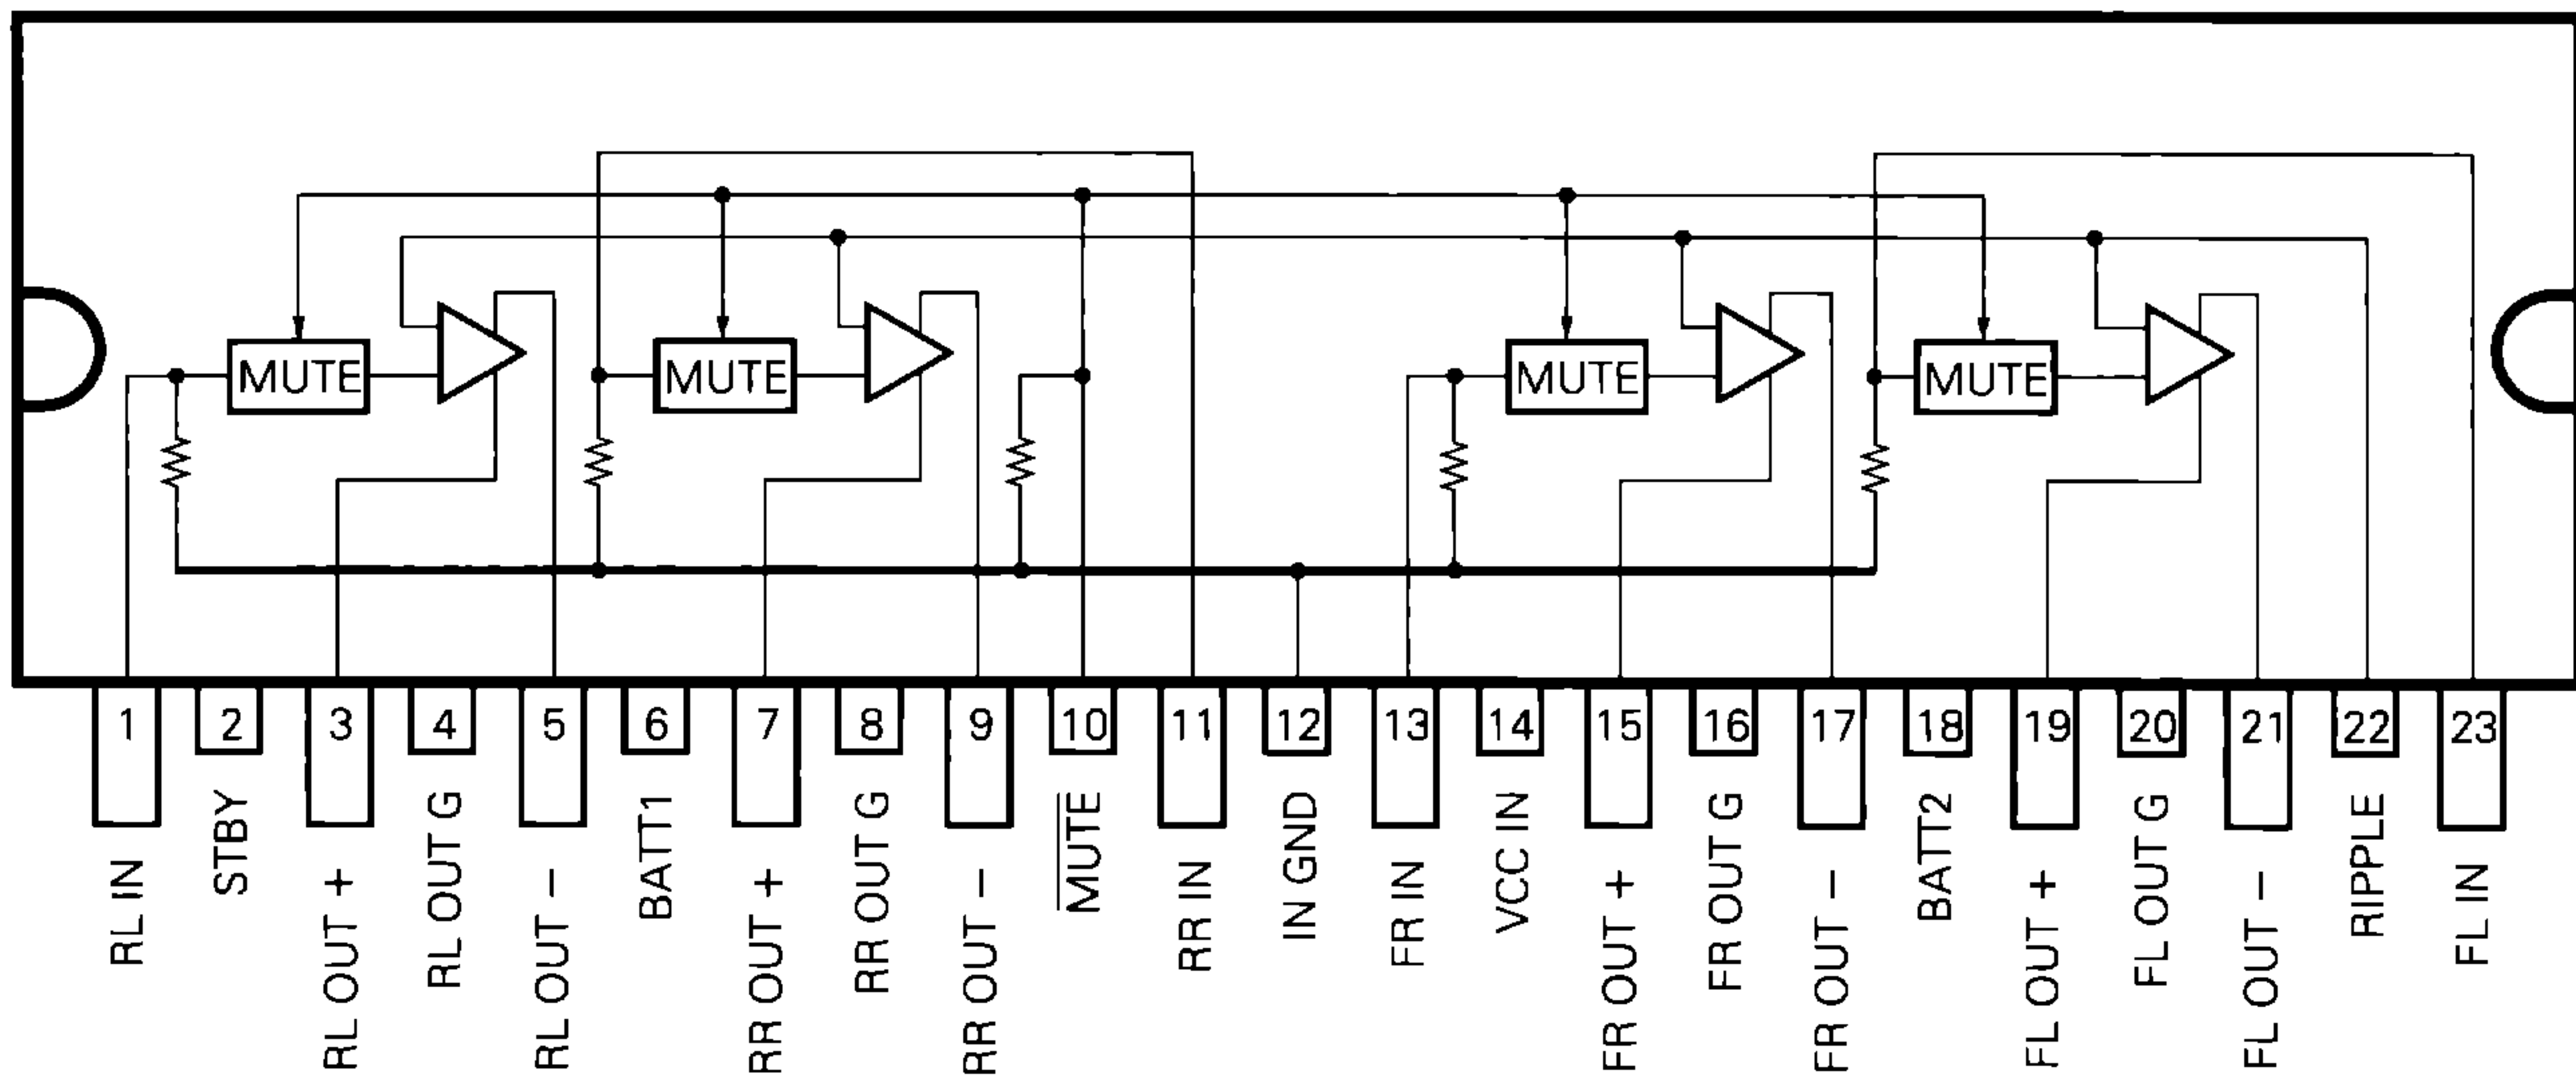 MUTE MUTE MUTE MUTE
1 2 3 4 5 6 7 8 9 10 11 12 13 14 15 16 17 18 19 20 21 22 23
RL IN
STBY
RL OUT +
RL OUT G
RL OUT -
BATT1
RR OUT +
RR OUT G
RR OUT -
MUTE
RR IN
IN GND
FR IN
VCC IN
FR OUT +
FR OUT G
FR OUT -
BATT2
FL OUT +
FL OUT G
FL OUT -
RIPPLE
FL IN